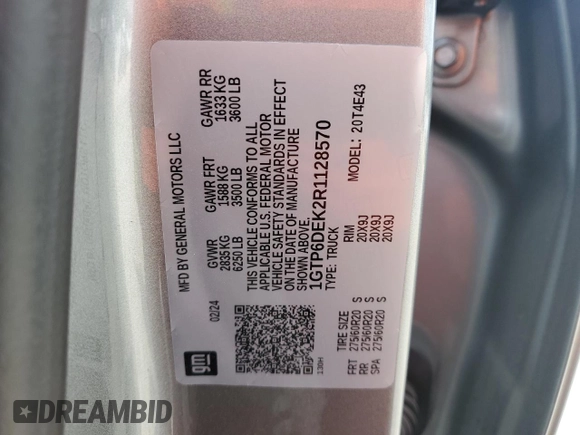 MFD BY GENERAL MOTORS LLC
02/24
GVWR GAWR FRT GAWR RR
2835 KG 1588 KG 1633 KG
6250 LB 3500 LB 3600 LB
THIS VEHICLE CONFORMS TO ALL
APPLICABLE U.S. FEDERAL MOTOR
VEHICLE SAFETY STANDARDS IN EFFECT
ON THE DATE OF MANUFACTURE
SHOWN ABOVE.
1GTP6DEK2R1128570
TYPE: TRUCK MODEL: 20T4E43
gm
TIRE SIZE RIM
FRT 275/60R20 S 20X9J
RR 275/60R20 S 20X9J
SPA 275/60R20 S 20X9J
DREAMBID